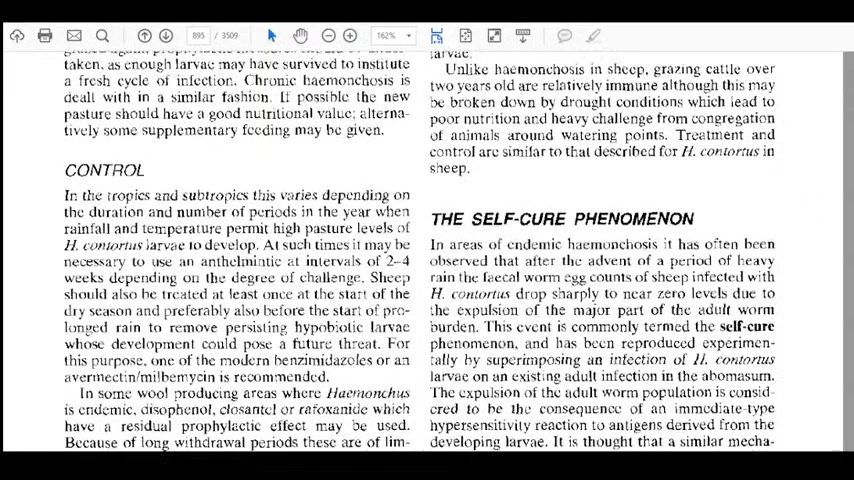 895 / 3509
162%
taken, as enough larvae may have survived to institute
a fresh cycle of infection. Chronic haemonchosis is
dealt with in a similar fashion. If possible the new
pasture should have a good nutritional value; alterna-
tively some supplementary feeding may be given.
CONTROL
In the tropics and subtropics this varies depending on
the duration and number of periods in the year when
rainfall and temperature permit high pasture levels of
H. contortus larvae to develop. At such times it may be
necessary to use an anthelmintic at intervals of 2–4
weeks depending on the degree of challenge. Sheep
should also be treated at least once at the start of the
dry season and preferably also before the start of pro-
longed rain to remove persisting hypobiotic larvae
whose development could pose a future threat. For
this purpose, one of the modern benzimidazoles or an
avermectin/milbemycin is recommended.
In some wool producing areas where Haemonchus
is endemic, disophenol, closantel or rafoxanide which
have a residual prophylactic effect may be used.
Because of long withdrawal periods these are of lim-
larvae.
Unlike haemonchosis in sheep, grazing cattle over
two years old are relatively immune although this may
be broken down by drought conditions which lead to
poor nutrition and heavy challenge from congregation
of animals around watering points. Treatment and
control are similar to that described for H. contortus in
sheep.
THE SELF-CURE PHENOMENON
In areas of endemic haemonchosis it has often been
observed that after the advent of a period of heavy
rain the faecal worm egg counts of sheep infected with
H. contortus drop sharply to near zero levels due to
the expulsion of the major part of the adult worm
burden. This event is commonly termed the self-cure
phenomenon, and has been reproduced experimen-
tally by superimposing an infection of H. contortus
larvae on an existing adult infection in the abomasum.
The expulsion of the adult worm population is consid-
ered to be the consequence of an immediate-type
hypersensitivity reaction to antigens derived from the
developing larvae. It is thought that a similar mecha-